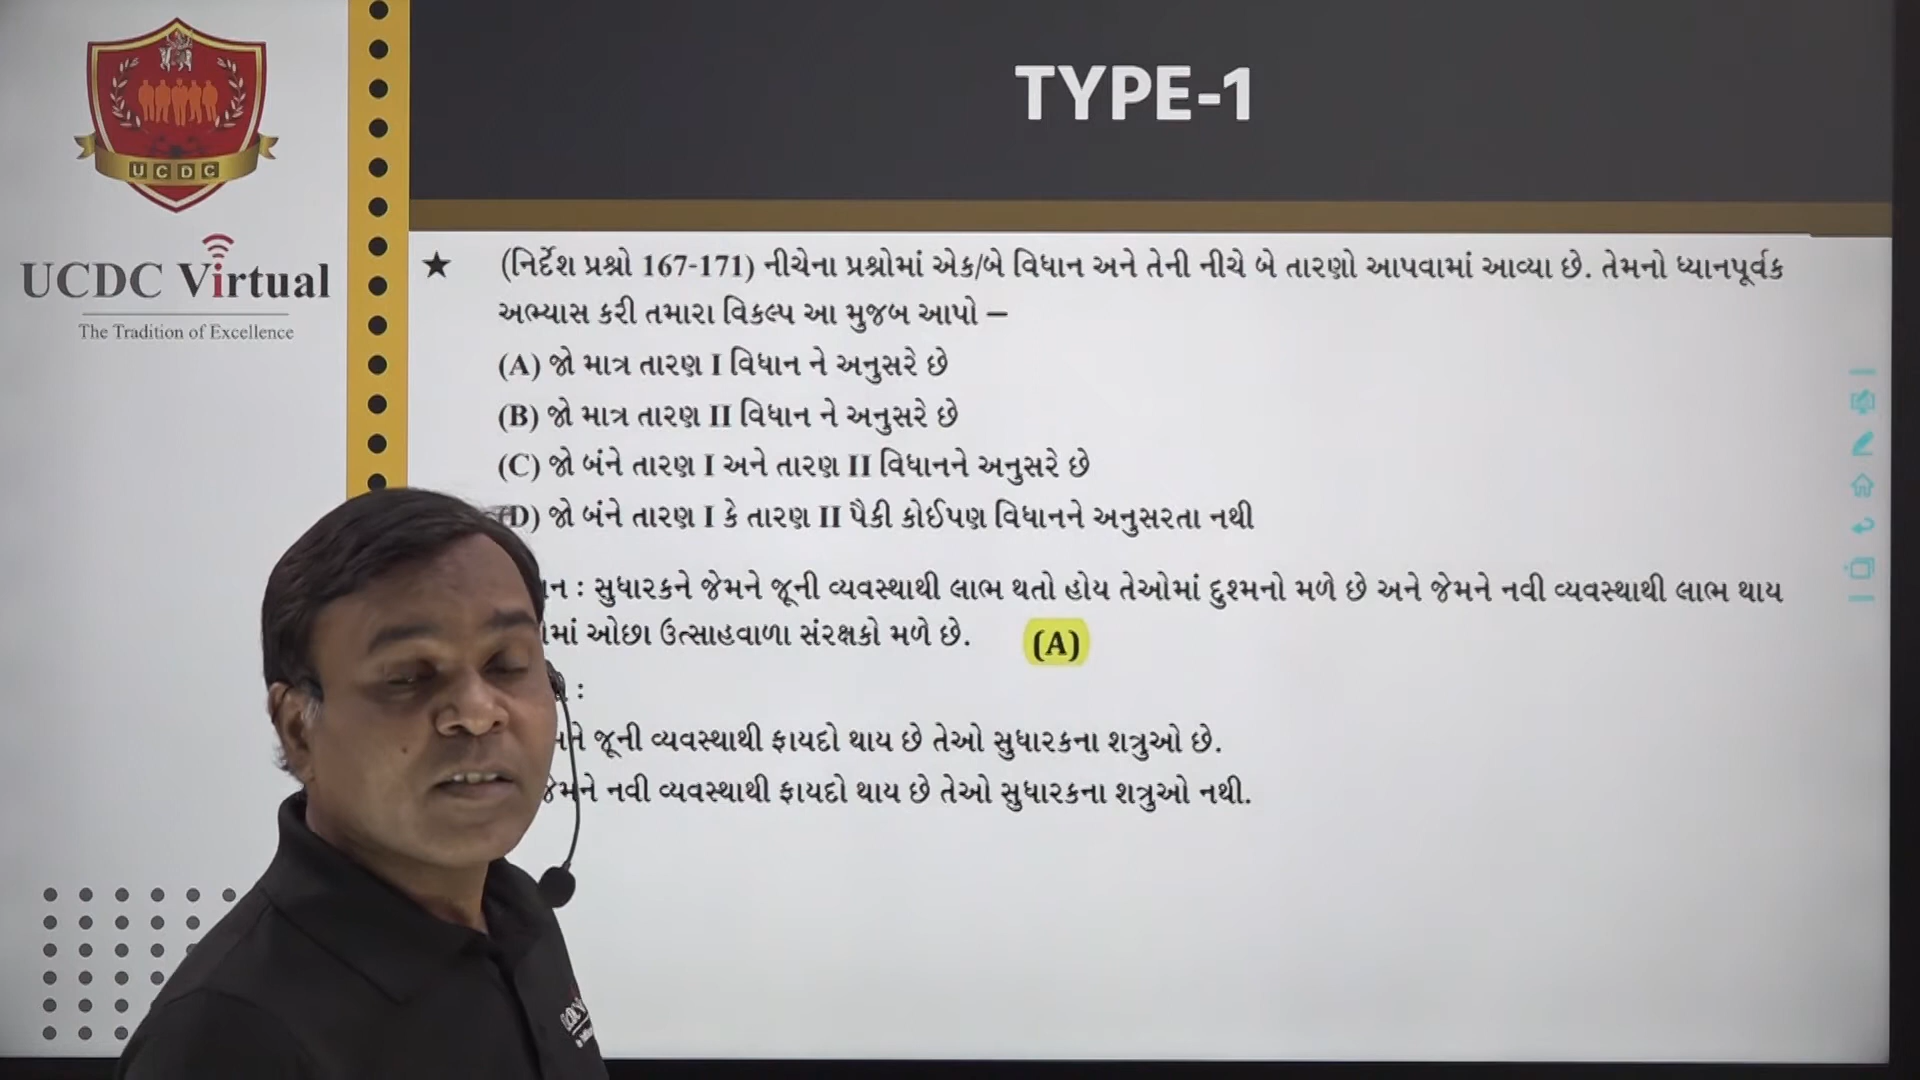 TYPE-1
UCDC
UCDC Virtual
The Tradition of Excellence
★ (નિર્દેશ પ્રશ્નો 167-171) નીચેના પ્રશ્નોમાં એક/બે વિધાન અને તેની નીચે બે તારણો આપવામાં આવ્યા છે. તેમનો ધ્યાનપૂર્વક
અભ્યાસ કરી તમારા વિકલ્પ આ મુજબ આપો –
(A) જો માત્ર તારણ I વિધાન ને અનુસરે છે
(B) જો માત્ર તારણ II વિધાન ને અનુસરે છે
(C) જો બંને તારણ I અને તારણ II વિધાનને અનુસરે છે
D) જો બંને તારણ I કે તારણ II પૈકી કોઈપણ વિધાનને અનુસરતા નથી
: સુધારકને જેમને જૂની વ્યવસ્થાથી લાભ થતો હોય તેઓમાં દુશ્મનો મળે છે અને જેમને નવી વ્યવસ્થાથી લાભ થાય
ઓછા ઉત્સાહવાળા સંરક્ષકો મળે છે. (A)
:
જૂની વ્યવસ્થાથી ફાયદો થાય છે તેઓ સુધારકના શત્રુઓ છે.
જેમને નવી વ્યવસ્થાથી ફાયદો થાય છે તેઓ સુધારકના શત્રુઓ નથી.